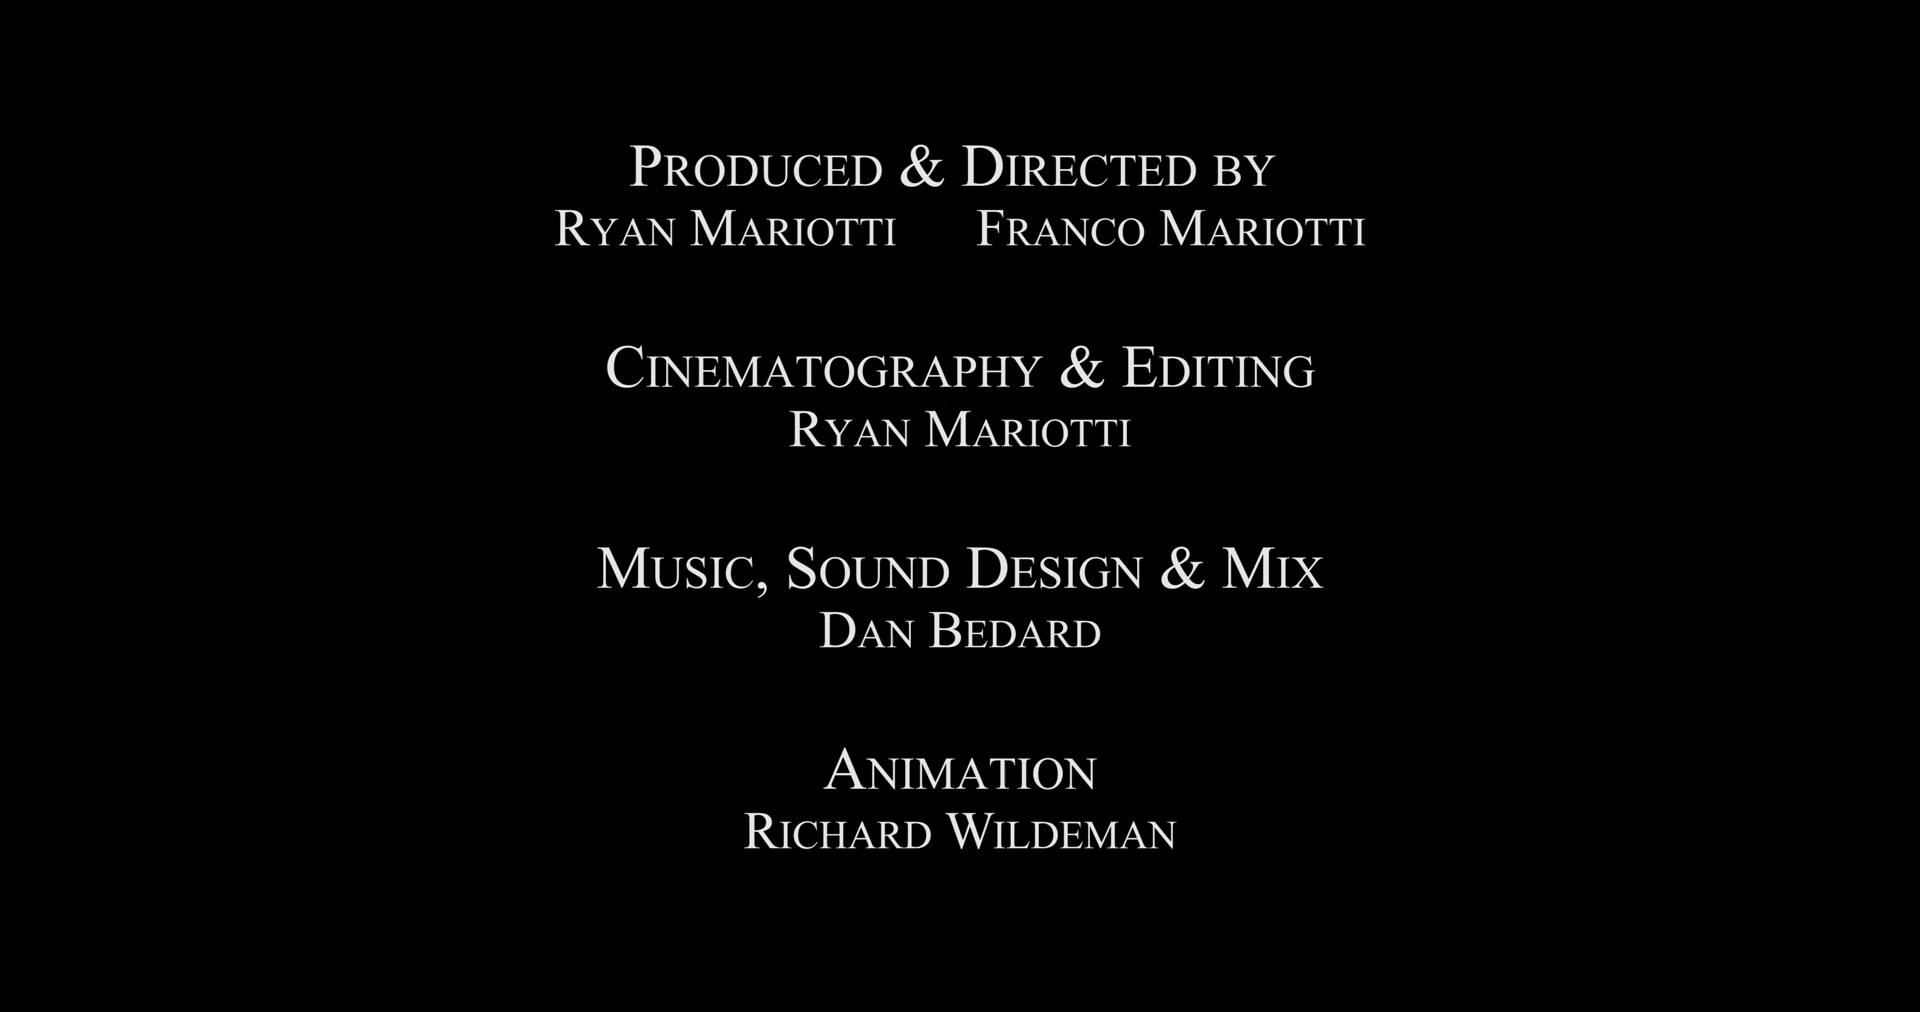 Produced & Directed by
Ryan Mariotti Franco Mariotti
Cinematography & Editing
Ryan Mariotti
Music, Sound Design & Mix
Dan Bedard
Animation
Richard Wildeman